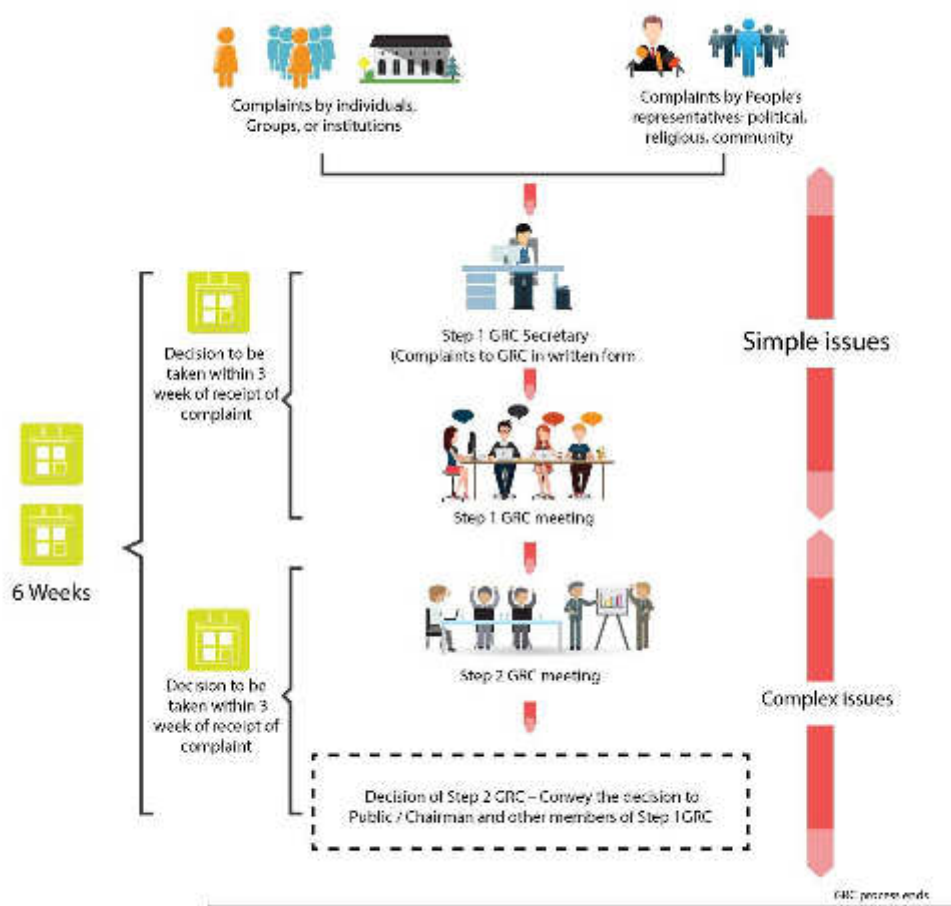 Complaints by individuals,
Groups, or institutions
Complaints by People's
representatives: political,
religious, community
Step 1 GRC Secretary
(Complaints to GRC in written form
Decision to be
taken within 3
week of receipt of
complaint
Simple issues
Step 1 GRC meeting
6 Weeks
Step 2 GRC meeting
Decision to be
taken within 3
week of receipt of
complaint
Complex issues
Decision of Step 2 GRC – Convey the decision to
Public / Chairman and other members of Step 1GRC
GRC process ends